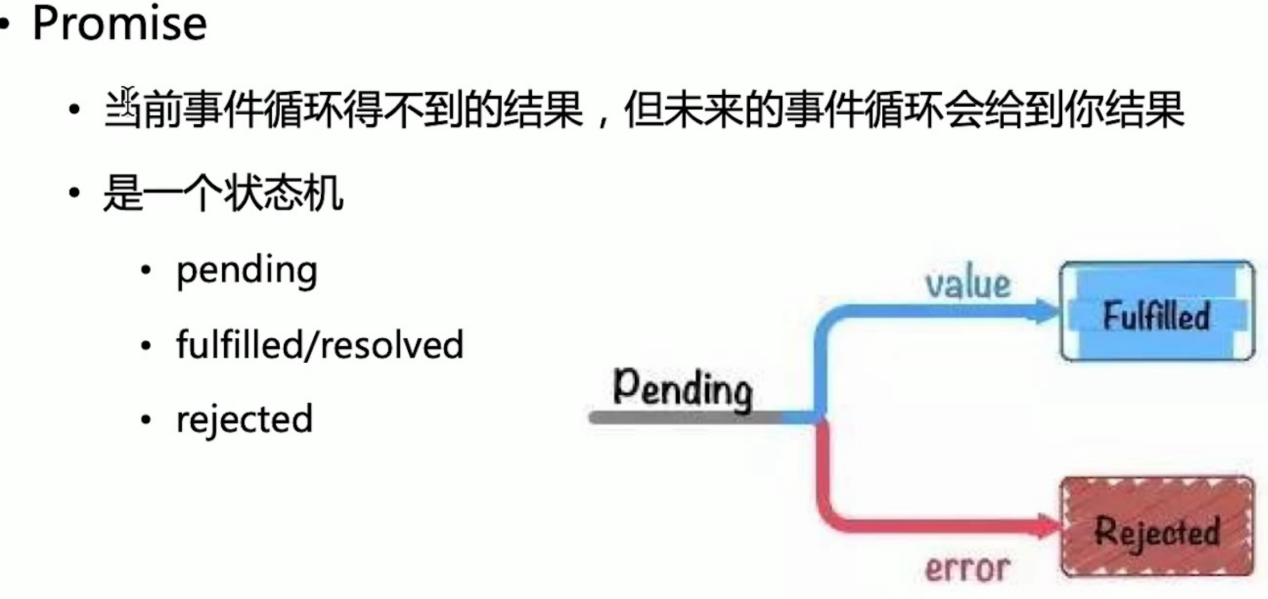 • Promise
• 当前事件循环得不到的结果，但未来的事件循环会给到你结果
• 是一个状态机
• pending
• fulfilled/resolved
• rejected
value
Fulfilled
Pending
Rejected
error